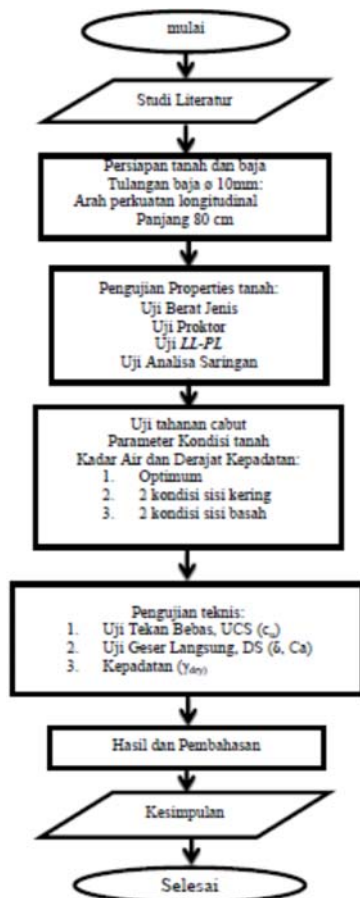 mulai
Studi Literatur
Persiapan tanah dan baja
Tulangan baja ø 10mm:
Arah perkuatan longitudinal
Panjang 80 cm
Pengujian Properties tanah:
Uji Berat Jenis
Uji Proktor
Uji LL-PL
Uji Analisa Saringan
Uji tahanan cabut
Parameter Kondisi tanah
Kadar Air dan Derajat Kepadatan:
1. Optimum
2. 2 kondisi sisi kering
3. 2 kondisi sisi basah
Pengujian teknis:
1. Uji Tekan Bebas, UCS (cᵤ)
2. Uji Geser Langsung, DS (δ, Ca)
3. Kepadatan (γdry)
Hasil dan Pembahasan
Kesimpulan
Selesai